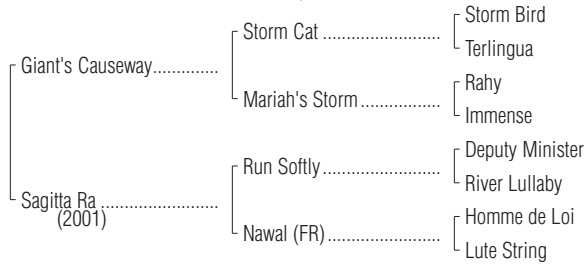 Storm Bird
Storm Cat ....................
Terlingua
Giant's Causeway.............
Rahy
Mariah's Storm .................
Immense
Deputy Minister
Run Softly .....................
River Lullaby
Sagitta Ra .......................
(2001)
Homme de Loi
Nawal (FR) ......................
Lute String